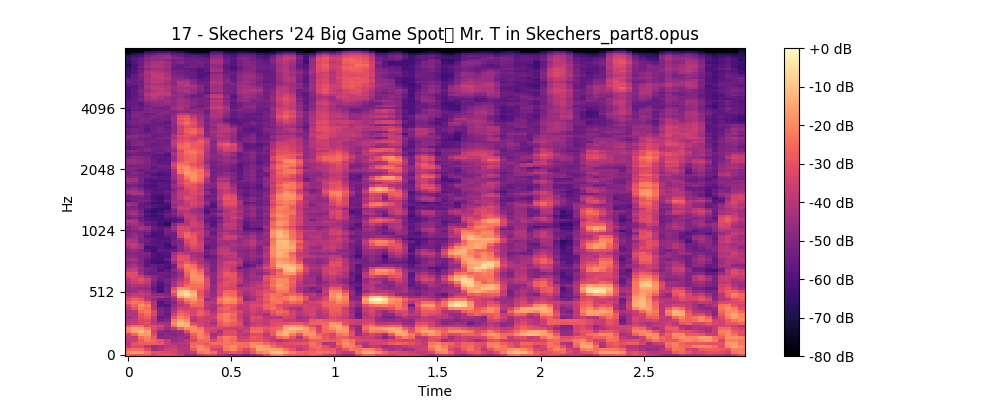 17 - Skechers '24 Big Game Spot Mr. T in Skechers_part8.opus
+0 dB
4096
-10 dB
-20 dB
2048
-30 dB
Hz
-40 dB
1024
-50 dB
512
-60 dB
-70 dB
0
-80 dB
0
0.5
1
1.5
2
2.5
Time